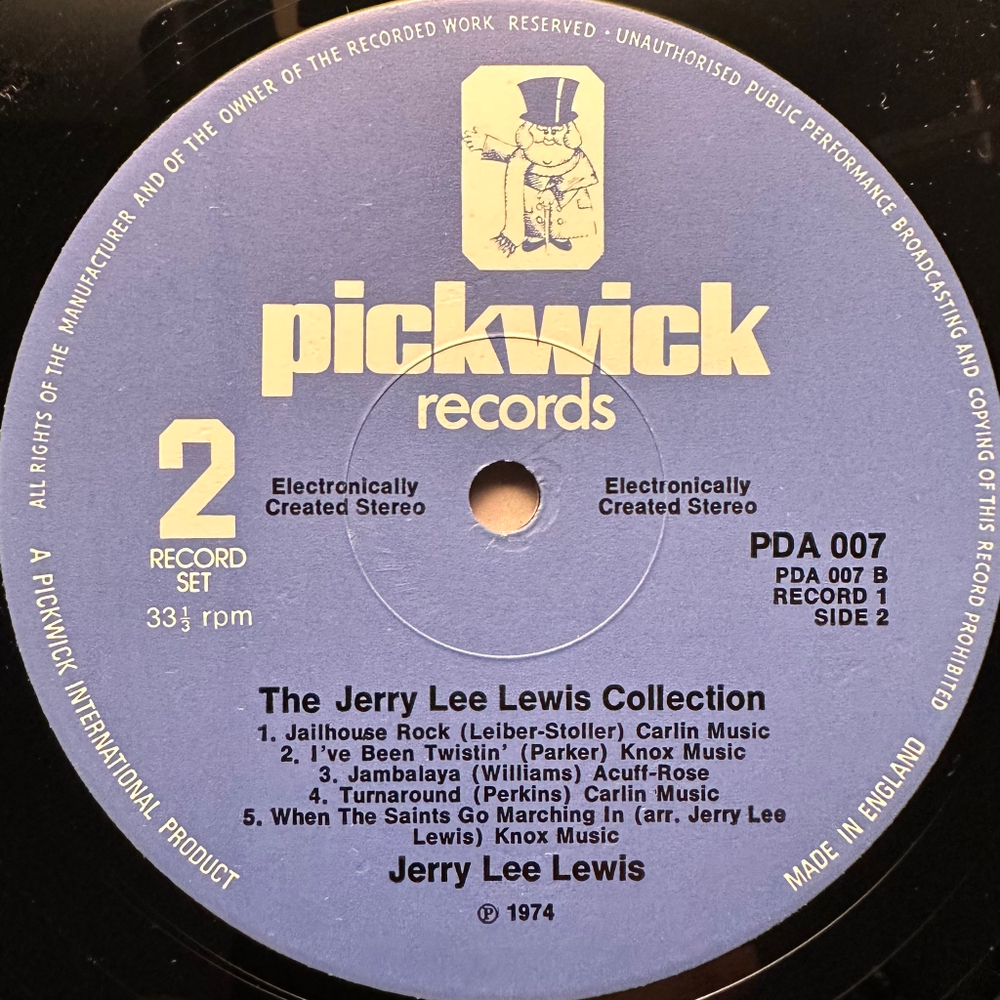 ALL RIGHTS OF THE MANUFACTURER AND OF THE OWNER OF THE RECORDED WORK RESERVED · UNAUTHORISED PUBLIC PERFORMANCE BROADCASTING AND COPYING OF THIS RECORD PROHIBITED
pickwick
records
2
RECORD
SET
33⅓ rpm
Electronically
Created Stereo
Electronically
Created Stereo
PDA 007
PDA 007 B
RECORD 1
SIDE 2
The Jerry Lee Lewis Collection
1. Jailhouse Rock (Leiber-Stoller) Carlin Music
2. I've Been Twistin' (Parker) Knox Music
3. Jambalaya (Williams) Acuff-Rose
4. Turnaround (Perkins) Carlin Music
5. When The Saints Go Marching In (arr. Jerry Lee
Lewis) Knox Music
Jerry Lee Lewis
℗ 1974
A PICKWICK INTERNATIONAL PRODUCT
MADE IN ENGLAND